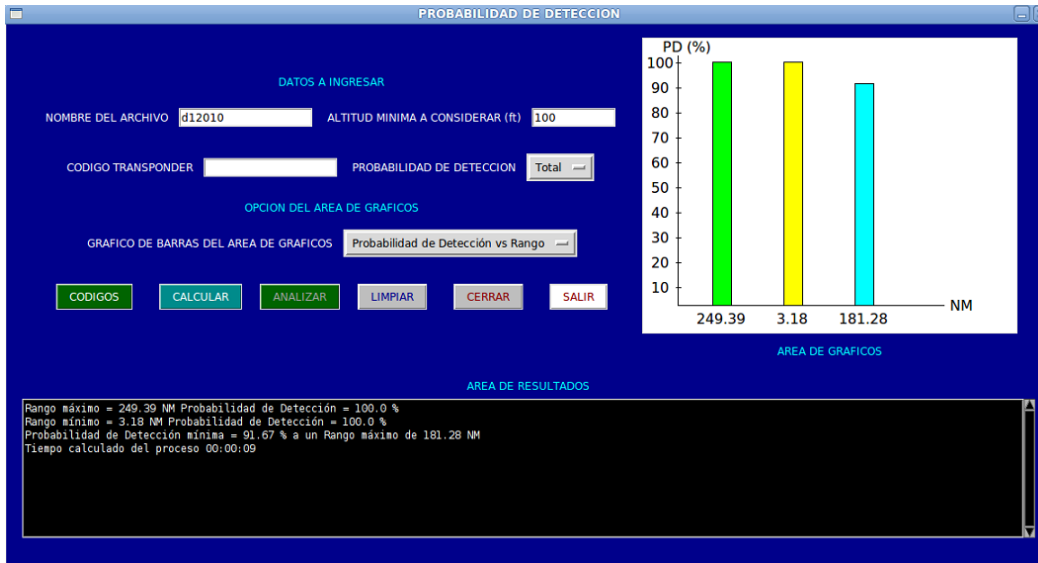 PROBABILIDAD DE DETECCION
DATOS A INGRESAR
NOMBRE DEL ARCHIVO d12010 ALTITUD MINIMA A CONSIDERAR (ft) 100
CODIGO TRANSPONDER PROBABILIDAD DE DETECCION Total
OPCION DEL AREA DE GRAFICOS
GRAFICO DE BARRAS DEL AREA DE GRAFICOS Probabilidad de Detección vs Rango
CODIGOS CALCULAR ANALIZAR LIMPIAR CERRAR SALIR
PD (%)
100
90
80
70
60
50
40
30
20
10
NM
249.39 3.18 181.28
AREA DE GRAFICOS
AREA DE RESULTADOS
Rango máximo = 249.39 NM Probabilidad de Detección = 100.0 %
Rango mínimo = 3.18 NM Probabilidad de Detección = 100.0 %
Probabilidad de Detección mínima = 91.67 % a un Rango máximo de 181.28 NM
Tiempo calculado del proceso 00:00:09